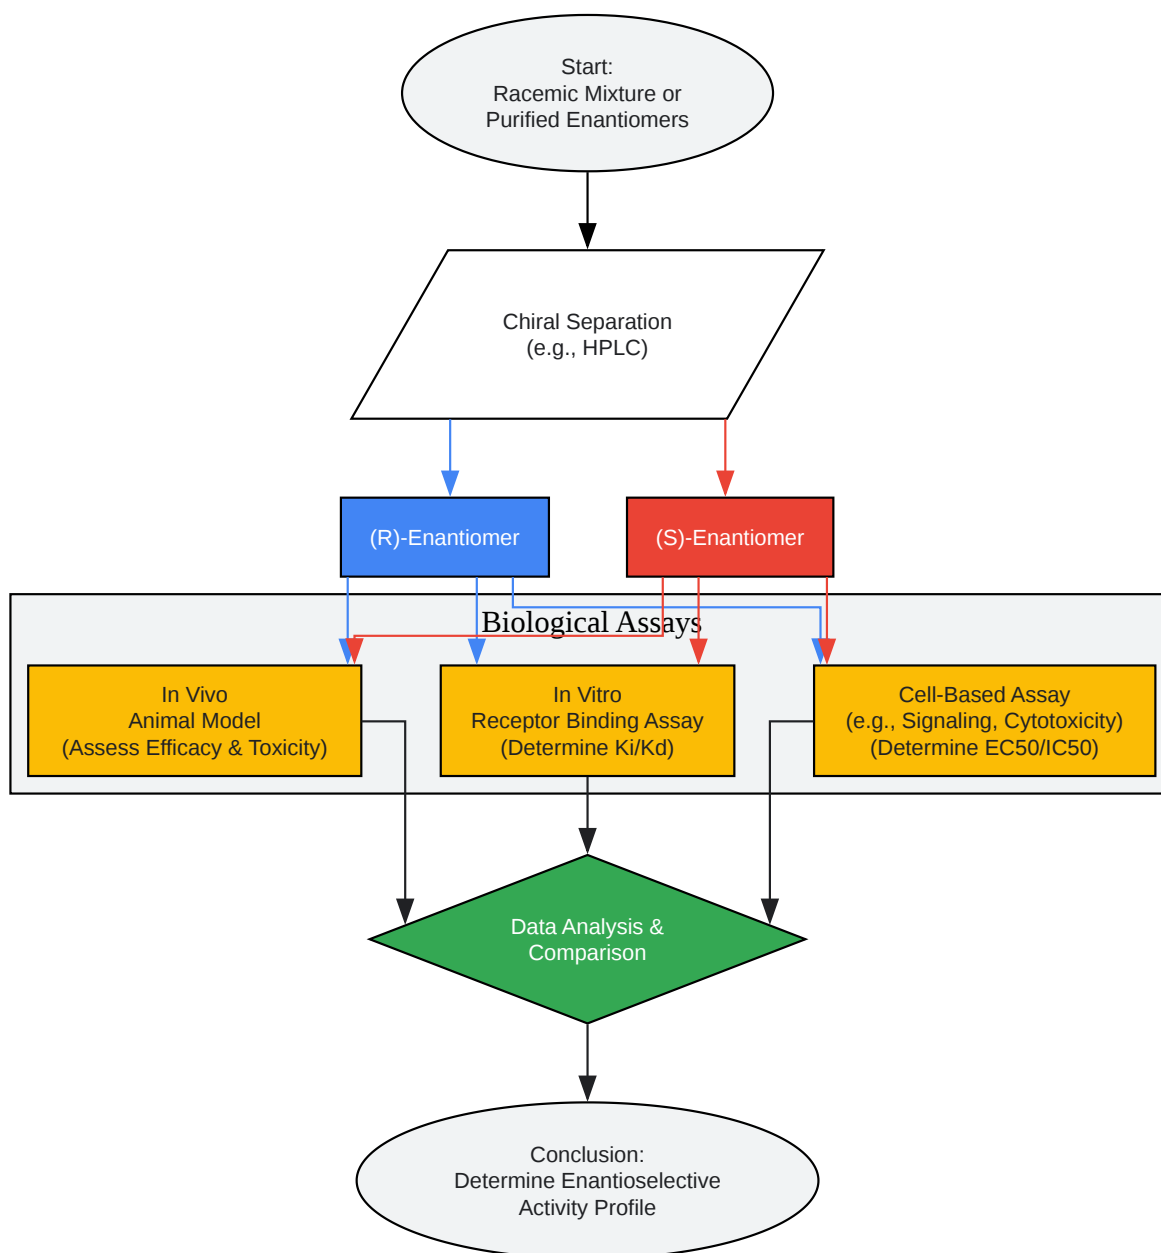 Start:
Racemic Mixture or
Purified Enantiomers
Chiral Separation
(e.g., HPLC)
(R)-Enantiomer
(S)-Enantiomer
Biological Assays
In Vivo
Animal Model
(Assess Efficacy & Toxicity)
In Vitro
Receptor Binding Assay
(Determine Ki/Kd)
Cell-Based Assay
(e.g., Signaling, Cytotoxicity)
(Determine EC50/IC50)
Data Analysis &
Comparison
Conclusion:
Determine Enantioselective
Activity Profile